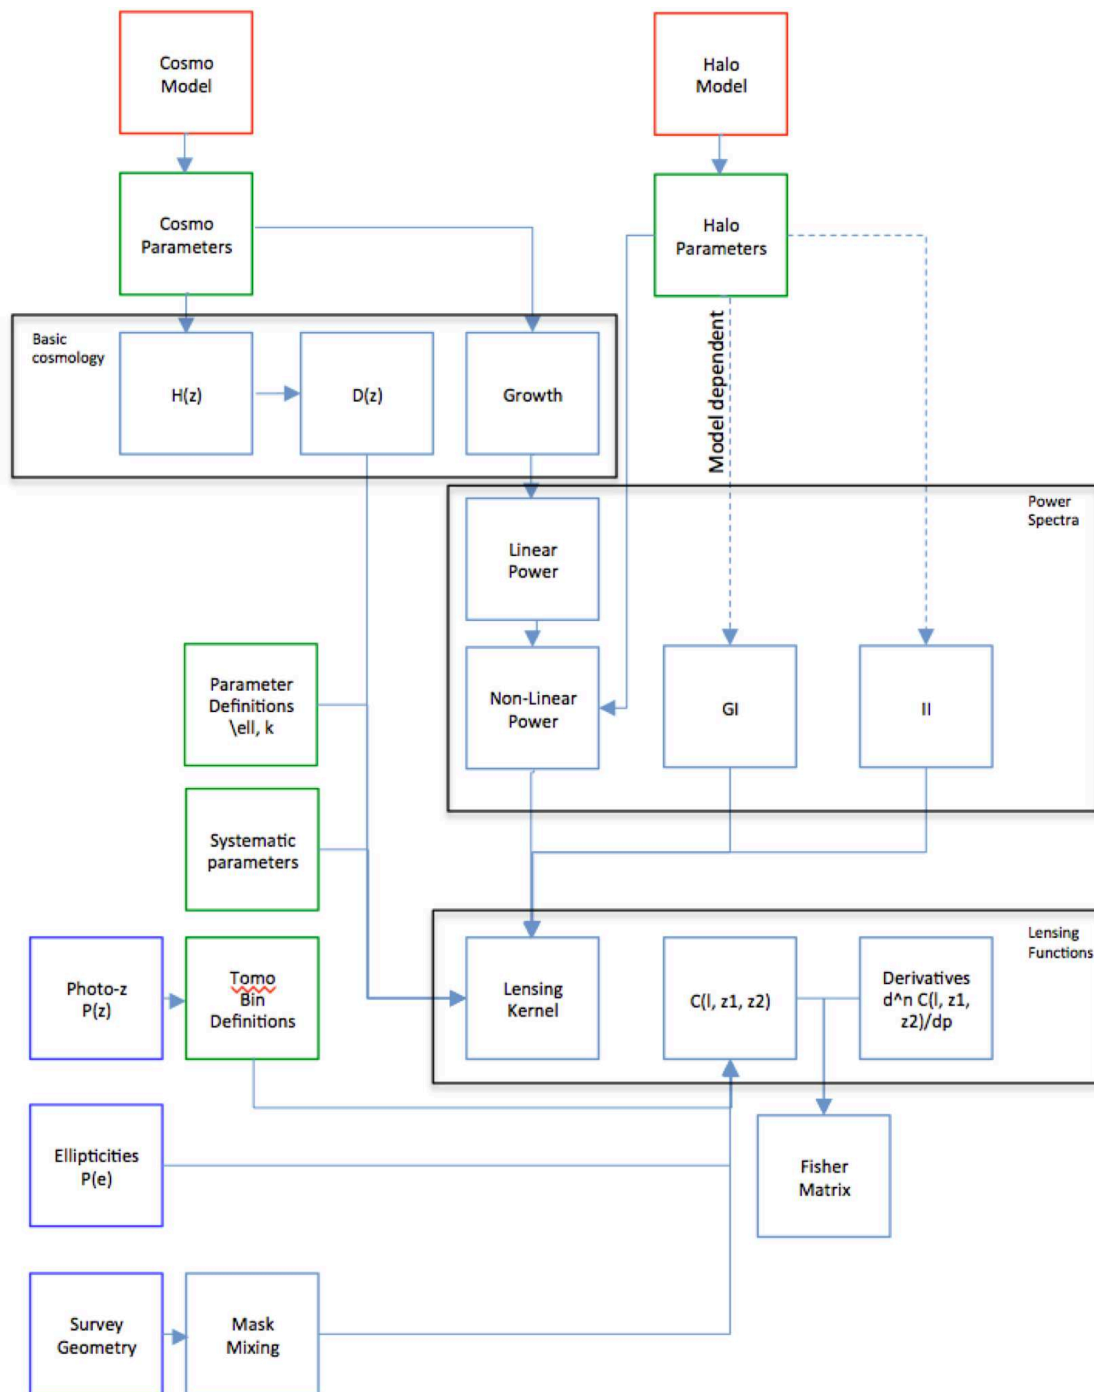 Cosmo
Model
Halo
Model
Cosmo
Parameters
Halo
Parameters
Basic
cosmology
H(z)
D(z)
Growth
Model dependent
Power
Spectra
Linear
Power
Parameter
Definitions
\ell, k
Non-Linear
Power
GI
II
Systematic
parameters
Lensing
Functions
Photo-z
P(z)
Tomo
Bin
Definitions
Lensing
Kernel
C(l, z1, z2)
Derivatives
d^n C(l, z1,
z2)/dp
Ellipticities
P(e)
Fisher
Matrix
Survey
Geometry
Mask
Mixing